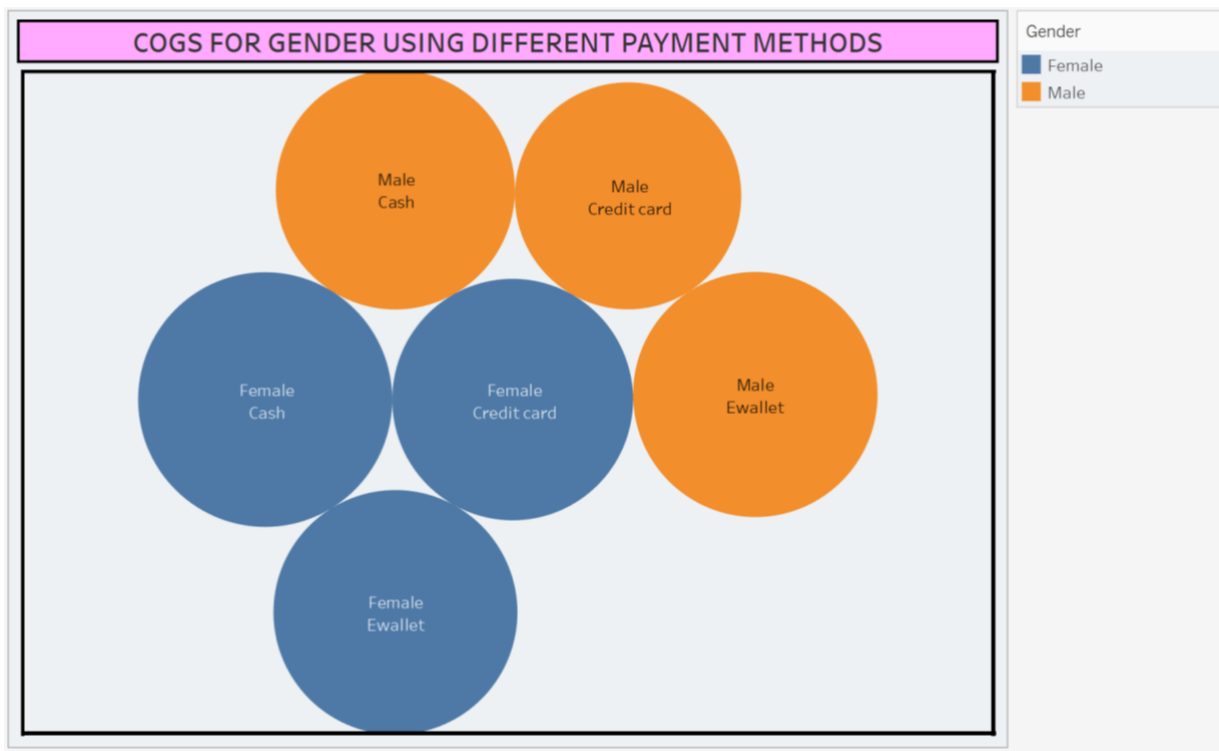 COGS FOR GENDER USING DIFFERENT PAYMENT METHODS
Male
Cash
Male
Credit card
Female
Cash
Female
Credit card
Male
Ewallet
Female
Ewallet
Gender
Female
Male